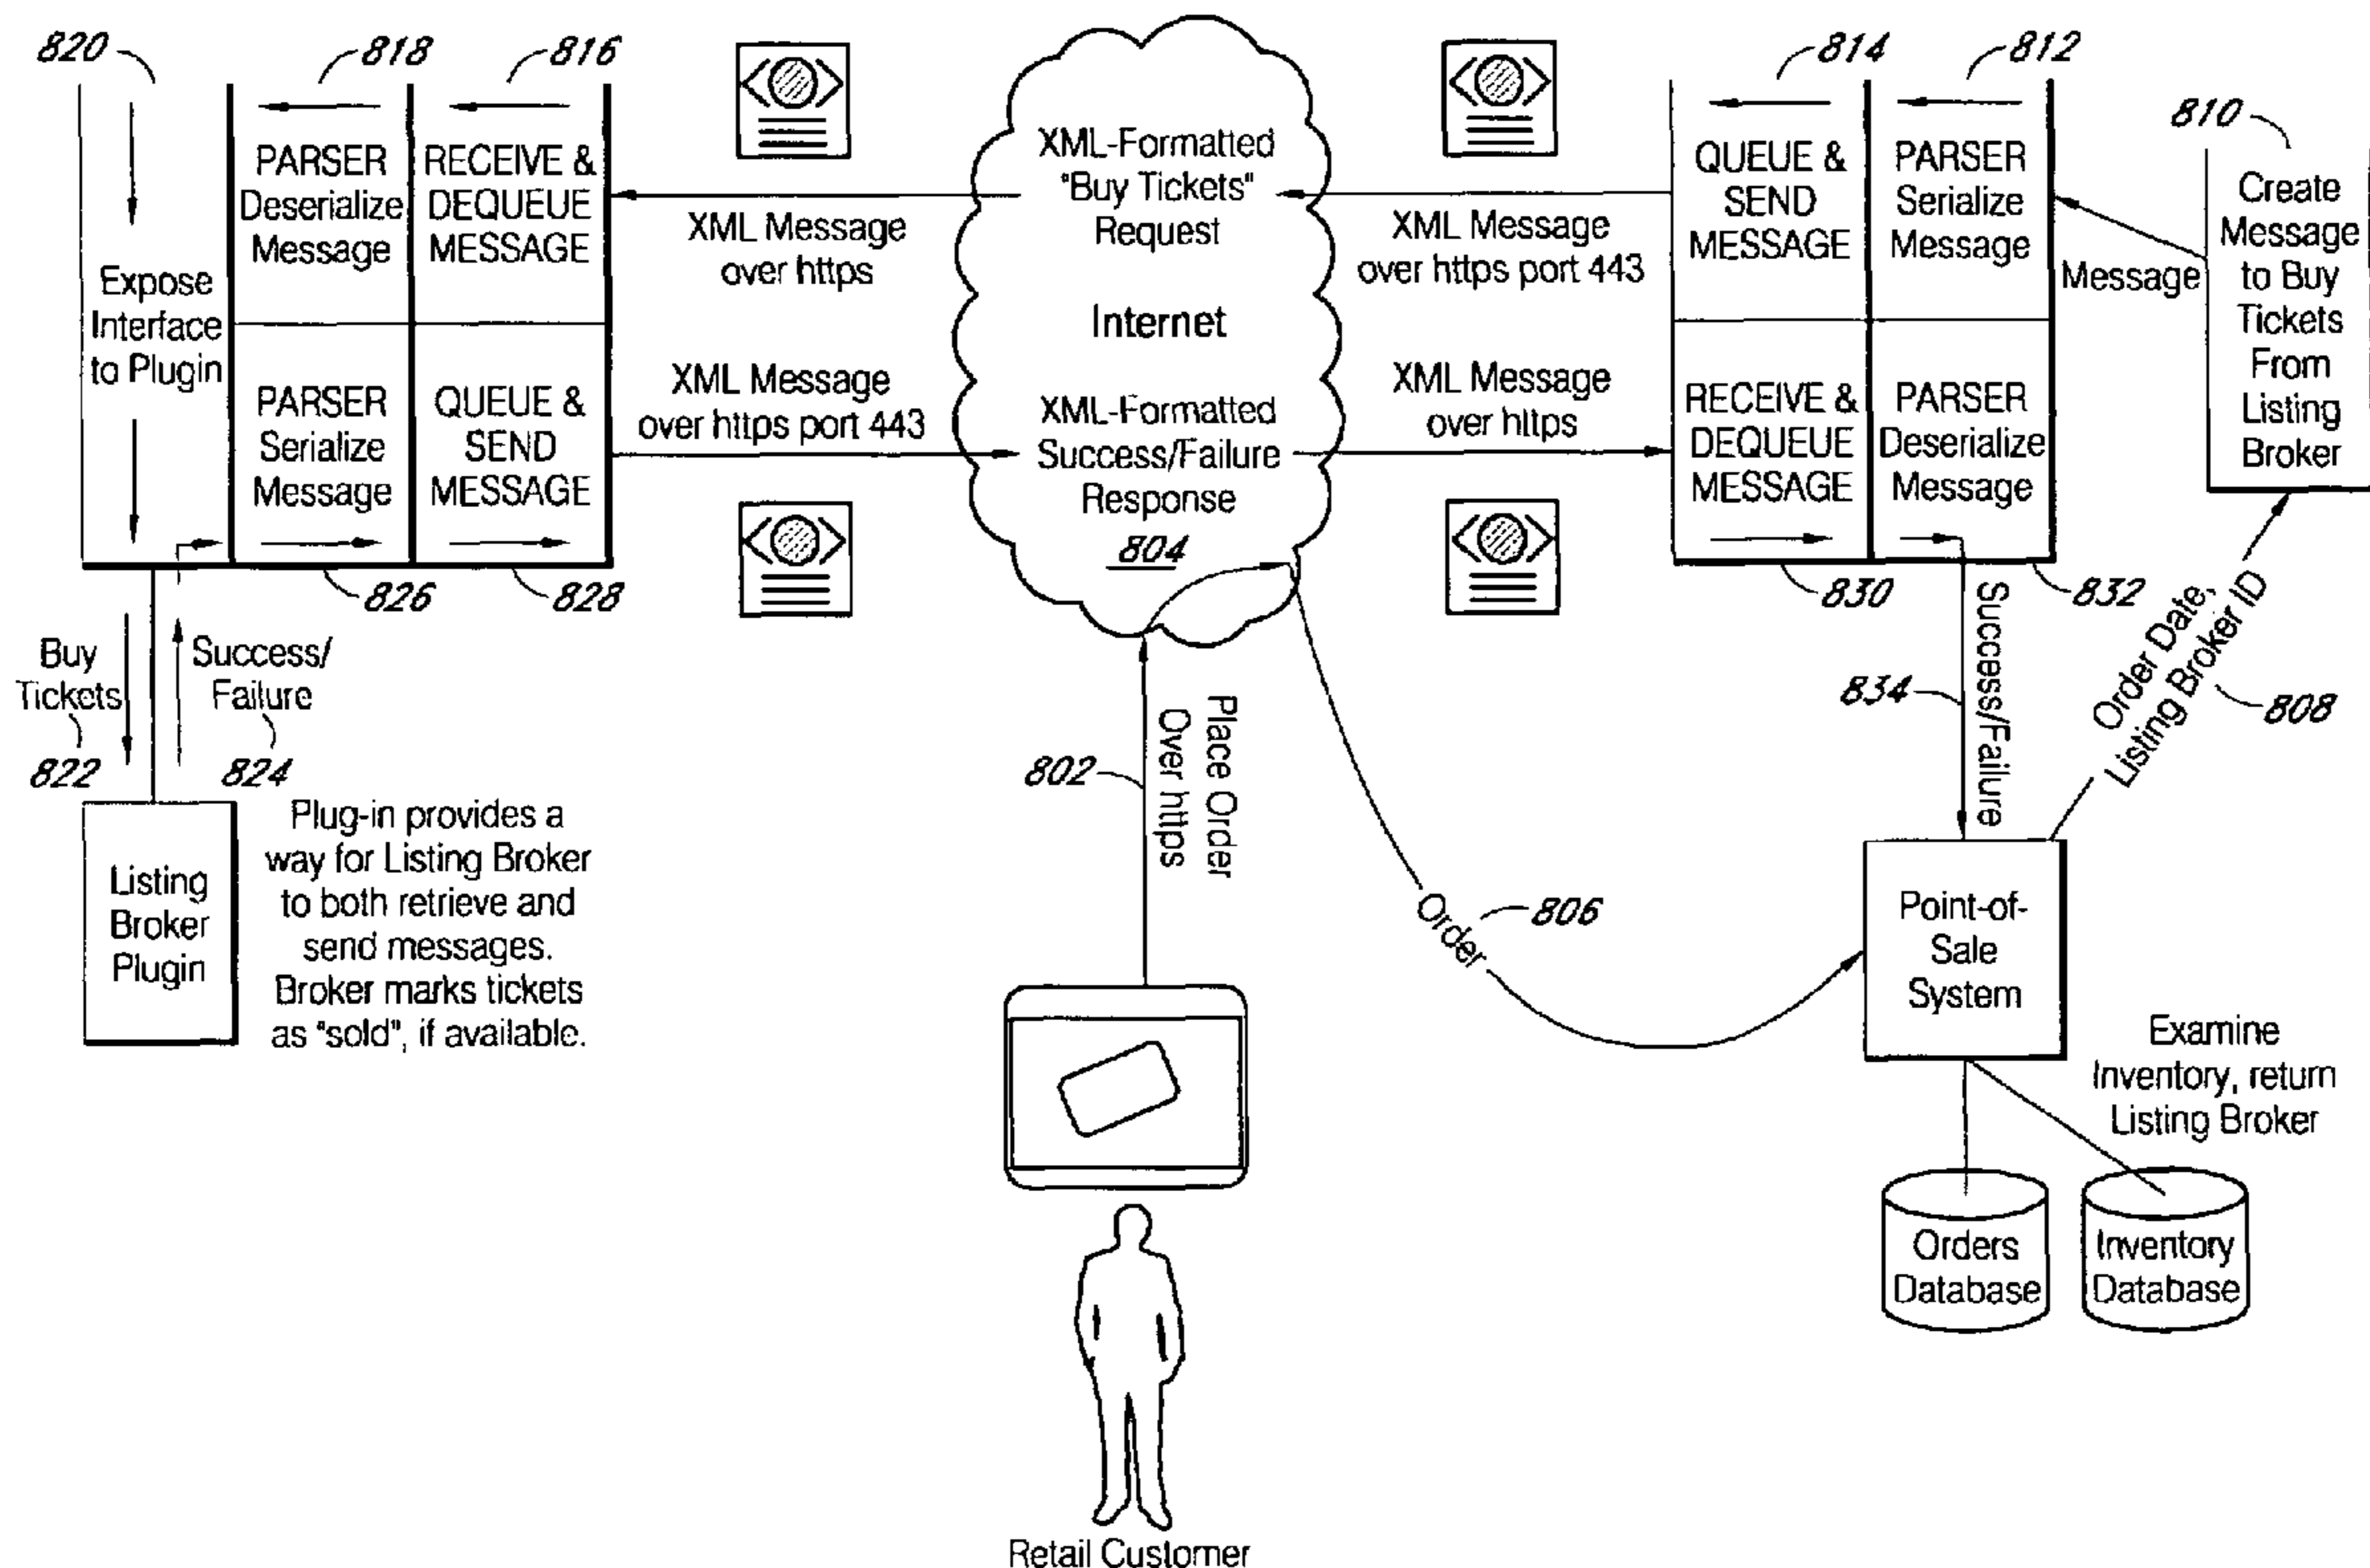 820
818
816
814
812
810
PARSER
Deserialize
Message
RECEIVE &
DEQUEUE
MESSAGE
Expose
Interface
to Plugin
PARSER
Serialize
Message
QUEUE &
SEND
MESSAGE
826
828
XML Message
over https
XML Message
over https port 443
XML-Formatted
"Buy Tickets"
Request
Internet
XML-Formatted
Success/Failure
Response
804
XML Message
over https port 443
XML Message
over https
QUEUE &
SEND
MESSAGE
PARSER
Serialize
Message
RECEIVE &
DEQUEUE
MESSAGE
PARSER
Deserialize
Message
830
832
Message
Create
Message
to Buy
Tickets
From
Listing
Broker
Buy
Tickets
822
Success/
Failure
824
Listing
Broker
Plugin
Plug-in provides a
way for Listing Broker
to both retrieve and
send messages.
Broker marks tickets
as "sold", if available.
802
Place Order
Over https
Order
806
834
Success/Failure
Order Date,
Listing Broker ID
808
Point-of-
Sale
System
Examine
Inventory, return
Listing Broker
Orders
Database
Inventory
Database
Retail Customer